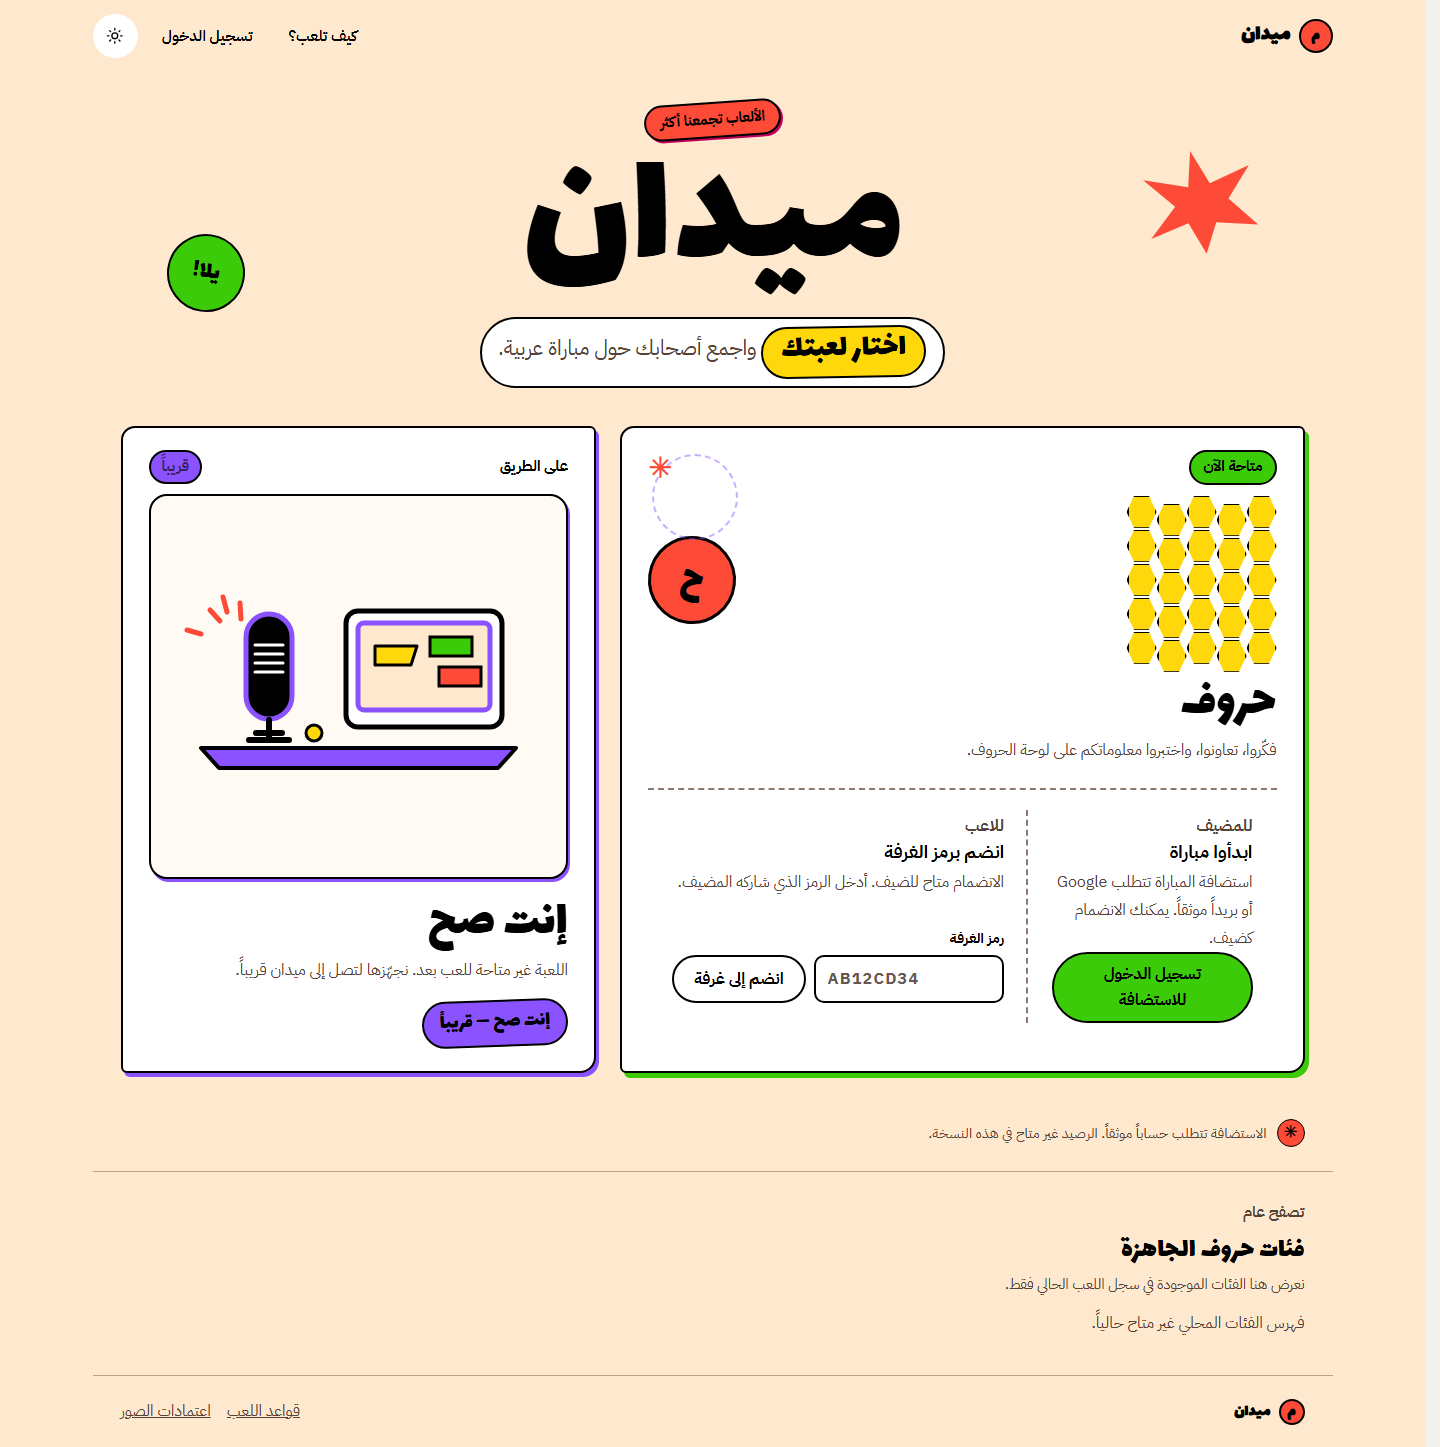 م ميدان
كيف تلعب؟
تسجيل الدخول
الألعاب تجمعنا أكثر
ميدان
يلا!
اختار لعبتك واجمع أصحابك حول مباراة عربية.
متاحة الآن
ح
حروف
فكّروا، تعاونوا، واختبروا معلوماتكم على لوحة الحروف.
للمضيف
ابدأوا مباراة
استضافة المباراة تتطلب Google
أو بريداً موثقاً. يمكنك الانضمام
كضيف.
تسجيل الدخول
للاستضافة
للاعب
انضم برمز الغرفة
الانضمام متاح للضيف. أدخل الرمز الذي شاركه المضيف.
رمز الغرفة
AB12CD34
انضم إلى غرفة
على الطريق
قريباً
إنت صح
اللعبة غير متاحة للعب بعد. نجهّزها لتصل إلى ميدان قريباً.
إنت صح — قريباً
الاستضافة تتطلب حساباً موثقاً. الرصيد غير متاح في هذه النسخة.
تصفح عام
فئات حروف الجاهزة
نعرض هنا الفئات الموجودة في سجل اللعب الحالي فقط.
فهرس الفئات المحلي غير متاح حالياً.
م ميدان
قواعد اللعب
اعتمادات الصور